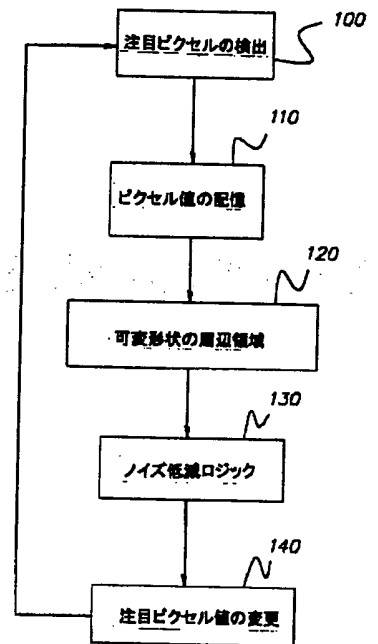 100
注目ピクセルの検出
110
ピクセル値の記憶
120
可変形状の周辺領域
130
ノイズ低減ロジック
140
注目ピクセル値の変更